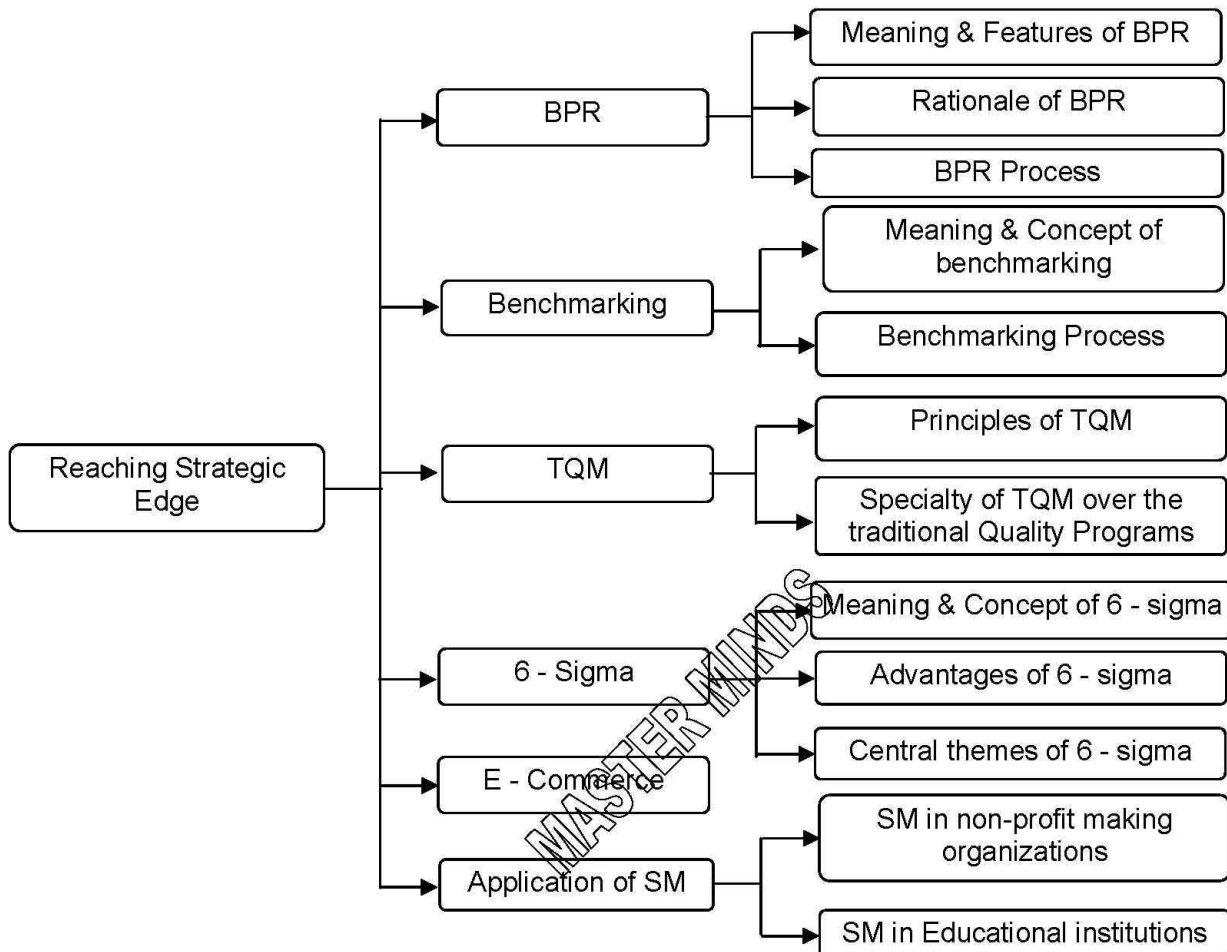 Reaching Strategic
Edge
BPR
Meaning & Features of BPR
Rationale of BPR
BPR Process
Benchmarking
Meaning & Concept of
benchmarking
Benchmarking Process
TQM
Principles of TQM
Specialty of TQM over the
traditional Quality Programs
6 - Sigma
Meaning & Concept of 6 - sigma
Advantages of 6 - sigma
Central themes of 6 - sigma
E - Commerce
Application of SM
SM in non-profit making
organizations
SM in Educational institutions
MASTER MINDS